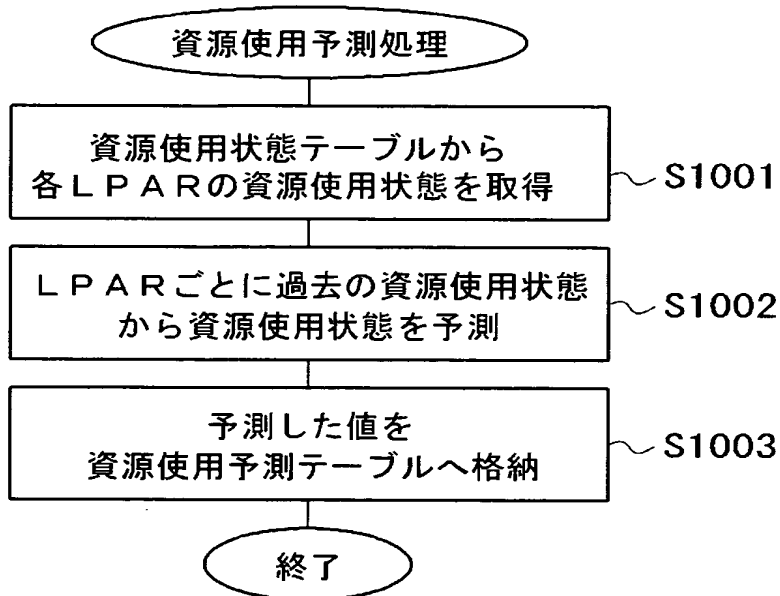 資源使用予測処理
資源使用状態テーブルから
各LPARの資源使用状態を取得
S1001
LPARごとに過去の資源使用状態
から資源使用状態を予測
S1002
予測した値を
資源使用予測テーブルへ格納
S1003
終了